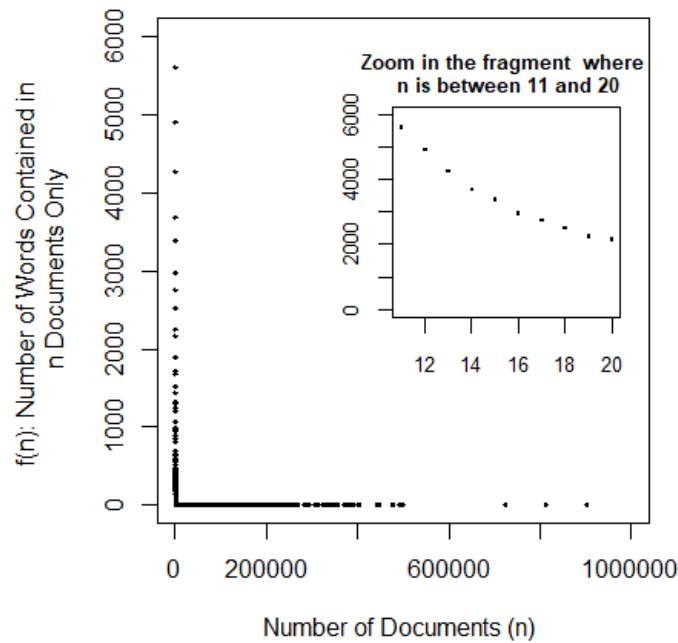 Zoom in the fragment where
n is between 11 and 20
6000
4000
2000
0
12 14 16 18 20
6000
5000
4000
3000
2000
1000
0
f(n): Number of Words Contained in
n Documents Only
0 200000 600000 1000000
Number of Documents (n)